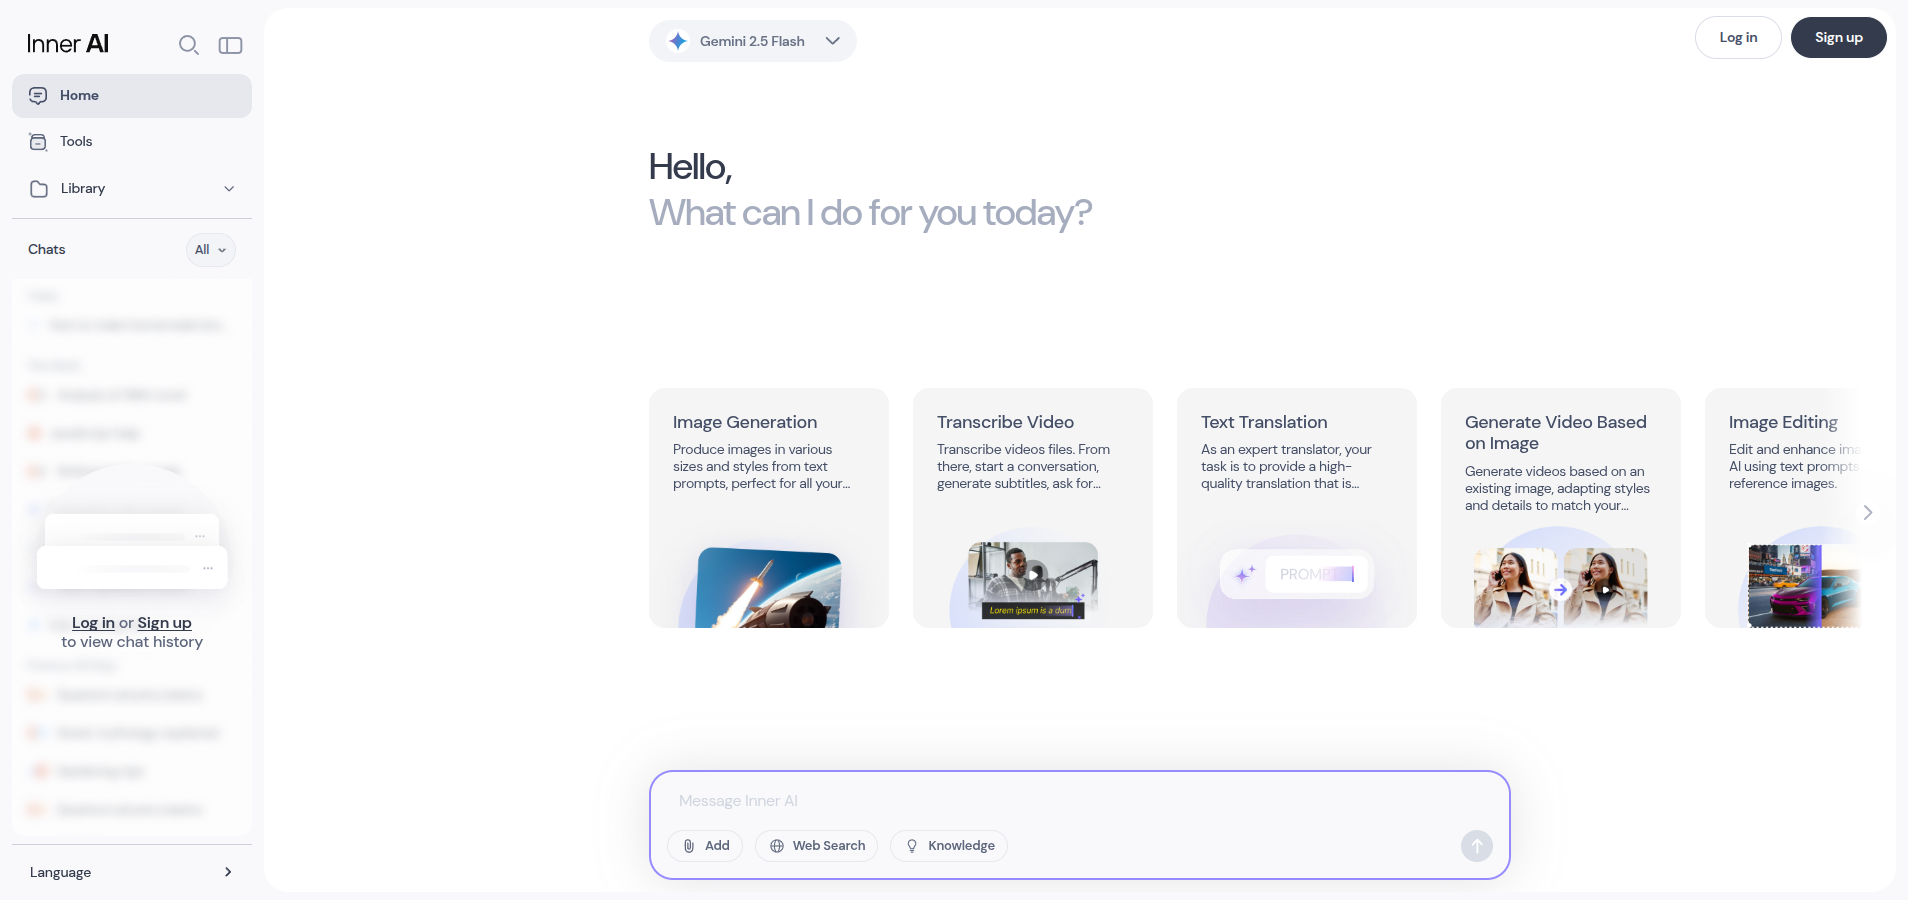 Inner AI
Home
Tools
Library
Chats
All
Log in or Sign up
to view chat history
Language
Gemini 2.5 Flash
Log in
Sign up
Hello,
What can I do for you today?
Image Generation
Produce images in various
sizes and styles from text
prompts, perfect for all your...
Transcribe Video
Transcribe videos files. From
there, start a conversation,
generate subtitles, ask for...
Lorem ipsum is a dum
Text Translation
As an expert translator, your
task is to provide a high-
quality translation that is...
PROMPT
Generate Video Based
on Image
Generate videos based on an
existing image, adapting styles
and details to match your...
Image Editing
Edit and enhance ima
AI using text prompts
reference images.
Message Inner AI
Add
Web Search
Knowledge